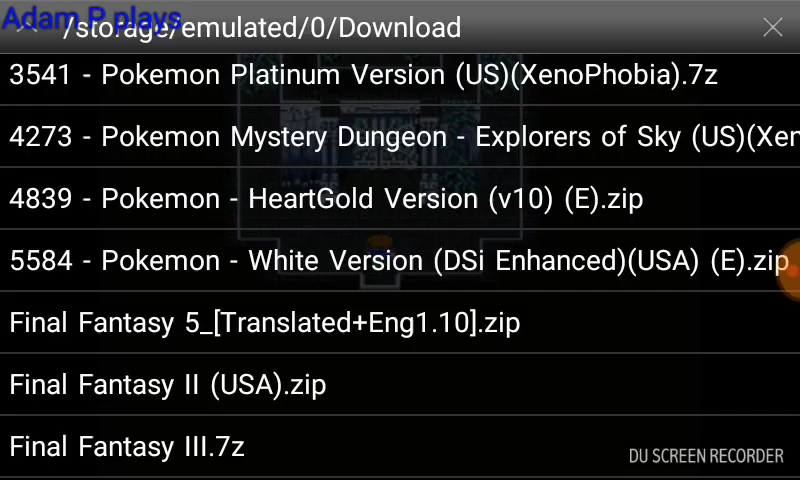 Adam P plays
/storage/emulated/0/Download
3541 - Pokemon Platinum Version (US)(XenoPhobia).7z
4273 - Pokemon Mystery Dungeon - Explorers of Sky (US)(Xen
4839 - Pokemon - HeartGold Version (v10) (E).zip
5584 - Pokemon - White Version (DSi Enhanced)(USA) (E).zip
Final Fantasy 5_[Translated+Eng1.10].zip
Final Fantasy II (USA).zip
Final Fantasy III.7z
DU SCREEN RECORDER